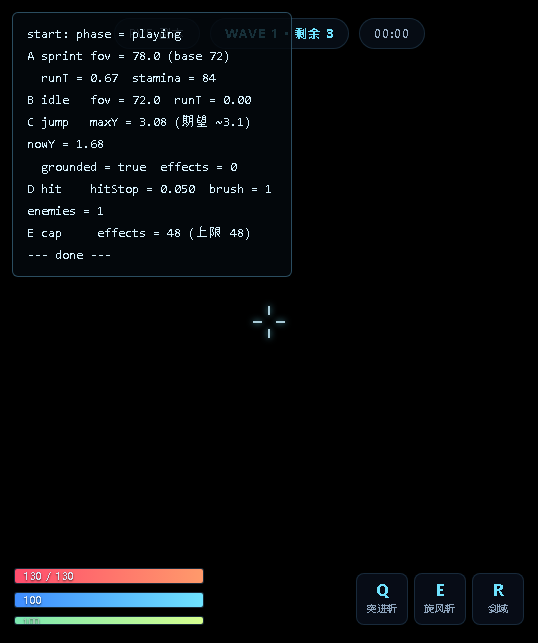 start: phase = playing
WAVE 1 · 剩余 3
00:00
A sprint fov = 78.0 (base 72)
runT = 0.67 stamina = 84
B idle fov = 72.0 runT = 0.00
C jump maxY = 3.08 (期望 ~3.1)
nowY = 1.68
grounded = true effects = 0
D hit hitStop = 0.050 brush = 1
enemies = 1
E cap effects = 48 (上限 48)
--- done ---
130 / 130
100
Q
突进斩
E
旋风斩
R
剑域